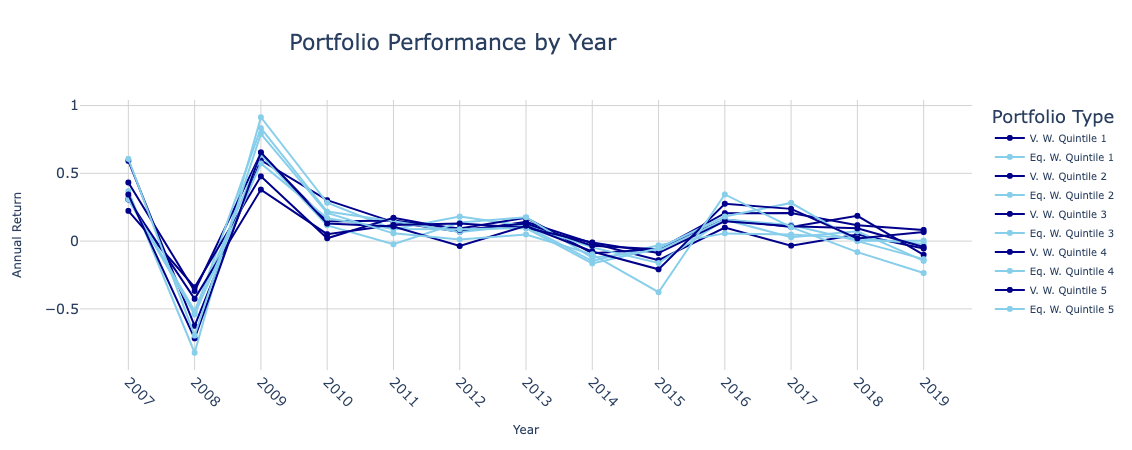 Portfolio Performance by Year
1
0.5
0
−0.5
Annual Return
2007
2008
2009
2010
2011
2012
2013
2014
2015
2016
2017
2018
2019
Year
Portfolio Type
V. W. Quintile 1
Eq. W. Quintile 1
V. W. Quintile 2
Eq. W. Quintile 2
V. W. Quintile 3
Eq. W. Quintile 3
V. W. Quintile 4
Eq. W. Quintile 4
V. W. Quintile 5
Eq. W. Quintile 5